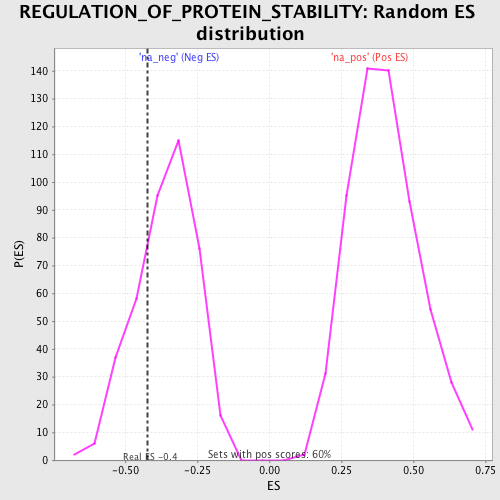 REGULATION_OF_PROTEIN_STABILITY: Random ES
distribution
'na_neg' (Neg ES)
'na_pos' (Pos ES)
P(ES)
140
130
120
110
100
90
80
70
60
50
40
30
20
10
0
Real ES -0.4
Sets with pos scores: 60%
-0.50
-0.25
0.00
0.25
0.50
0.75
ES